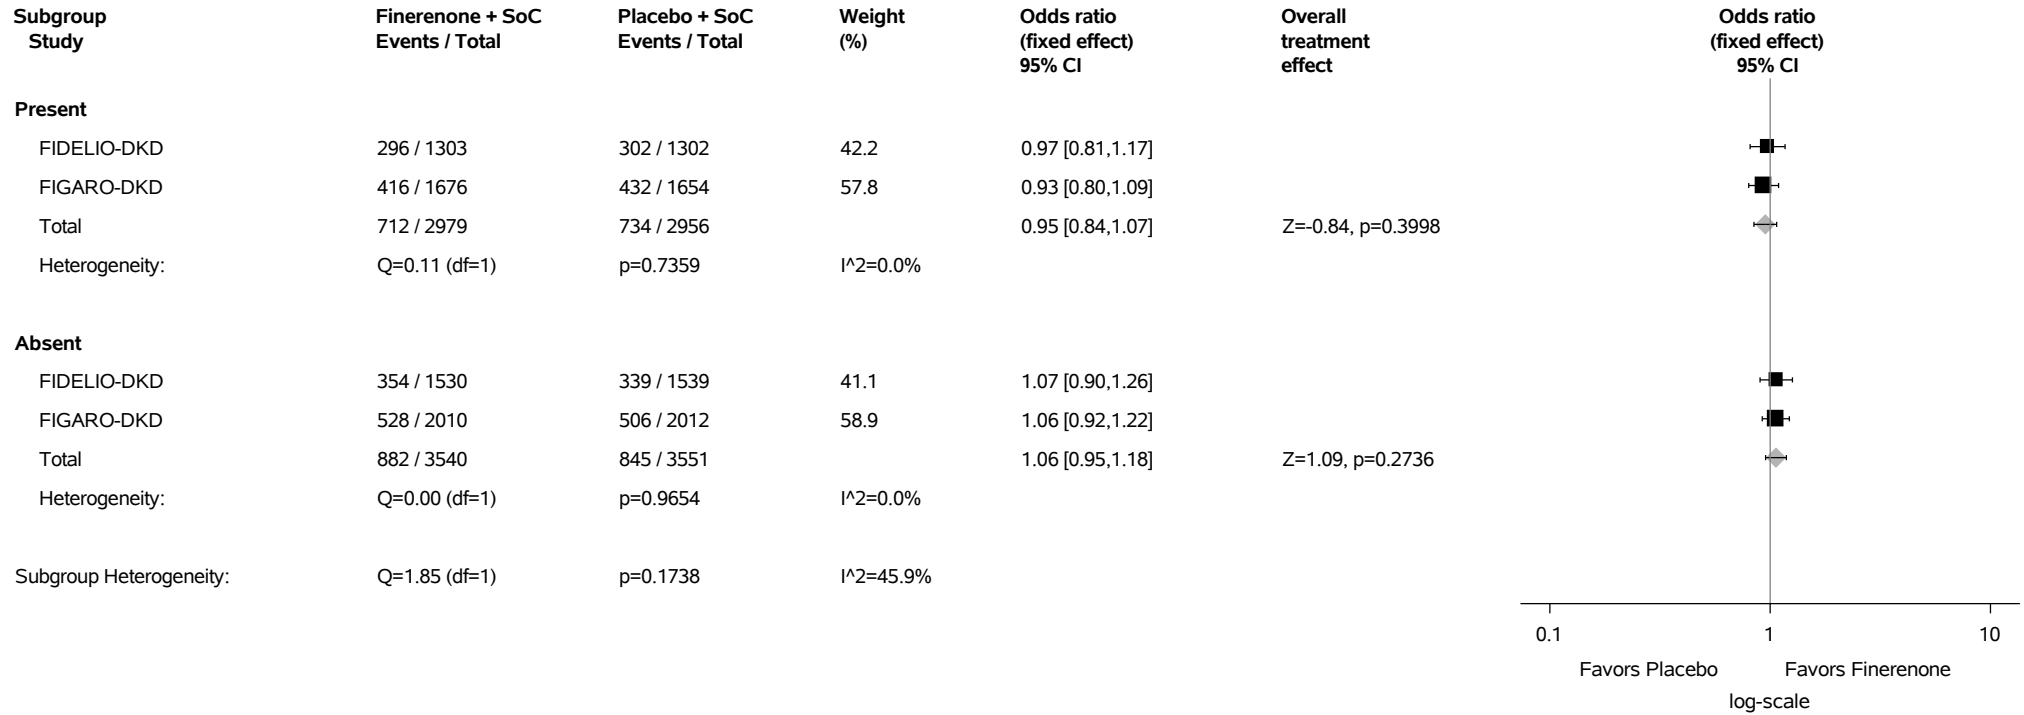 Subgroup Finerenone + SoC Placebo + SoC Weight Odds ratio Overall Odds ratio
Study Events / Total Events / Total (%) (fixed effect) treatment (fixed effect)
95% CI effect 95% CI
Present
FIDELIO-DKD 296 / 1303 302 / 1302 42.2 0.97 [0.81,1.17]
FIGARO-DKD 416 / 1676 432 / 1654 57.8 0.93 [0.80,1.09]
Total 712 / 2979 734 / 2956 0.95 [0.84,1.07] Z=-0.84, p=0.3998
Heterogeneity: Q=0.11 (df=1) p=0.7359 I^2=0.0%
Absent
FIDELIO-DKD 354 / 1530 339 / 1539 41.1 1.07 [0.90,1.26]
FIGARO-DKD 528 / 2010 506 / 2012 58.9 1.06 [0.92,1.22]
Total 882 / 3540 845 / 3551 1.06 [0.95,1.18] Z=1.09, p=0.2736
Heterogeneity: Q=0.00 (df=1) p=0.9654 I^2=0.0%
Subgroup Heterogeneity: Q=1.85 (df=1) p=0.1738 I^2=45.9%
0.1 1 10
Favors Placebo Favors Finerenone
log-scale